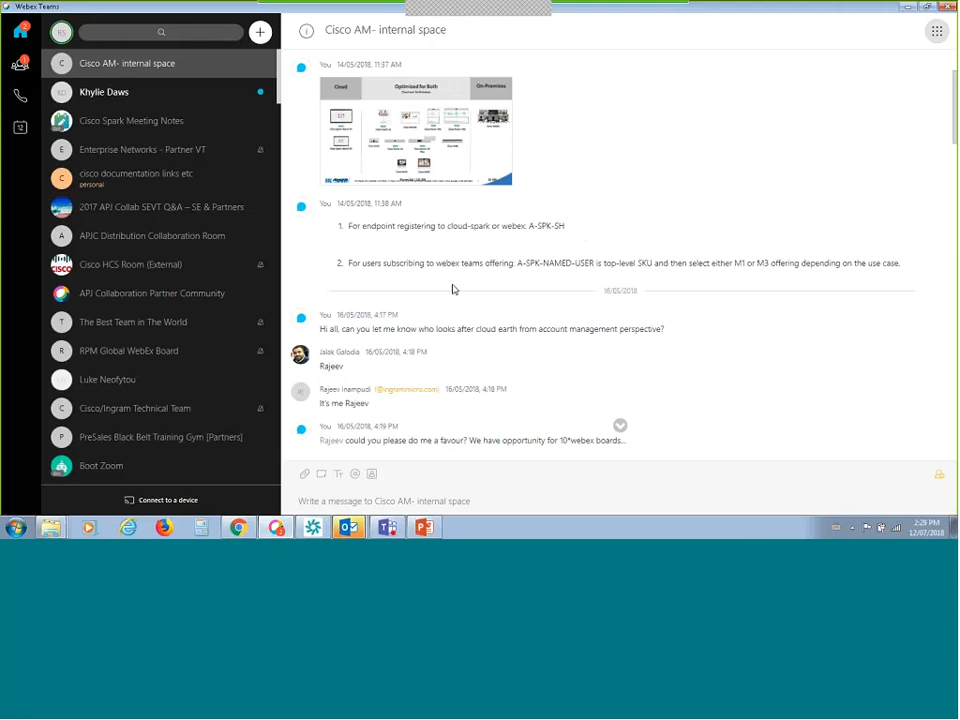 Webex Teams
2
RS
Cisco AM- internal space
C Cisco AM- internal space
1
You 14/05/2018, 11:37 AM
Cloud Optimized for Both On-Premises
KD Khylie Daws
Cisco Spark Meeting Notes
12
E Enterprise Networks - Partner VT
C cisco documentation links etc
personal
You 14/05/2018, 11:38 AM
2017 APJ Collab SEVT Q&A – SE & Partners
1. For endpoint registering to cloud-spark or webex: A-SPK-SH
A APJC Distribution Collaboration Room
CISCO Cisco HCS Room (External)
2. For users subscribing to webex teams offering: A-SPK-NAMED-USER is top-level SKU and then select either M1 or M3 offering depending on the use case.
APJ Collaboration Partner Community
16/05/2018
You 16/05/2018, 4:17 PM
T The Best Team in The World
Hi all, can you let me know who looks after cloud earth from account management perspective?
R RPM Global WebEx Board
Jalak Galodia 16/05/2018, 4:18 PM
Rajeev
Luke Neofytou
Rajeev Inampudi (@ingrammicro.com) 16/05/2018, 4:18 PM
It's me Rajeev
C Cisco/Ingram Technical Team
You 16/05/2018, 4:19 PM
P PreSales Black Belt Training Gym [Partners]
Rajeev could you please do me a favour? We have opportunity for 10*webex boards...
Boot Zoom
Connect to a device
Write a message to Cisco AM- internal space
2:29 PM
12/07/2018